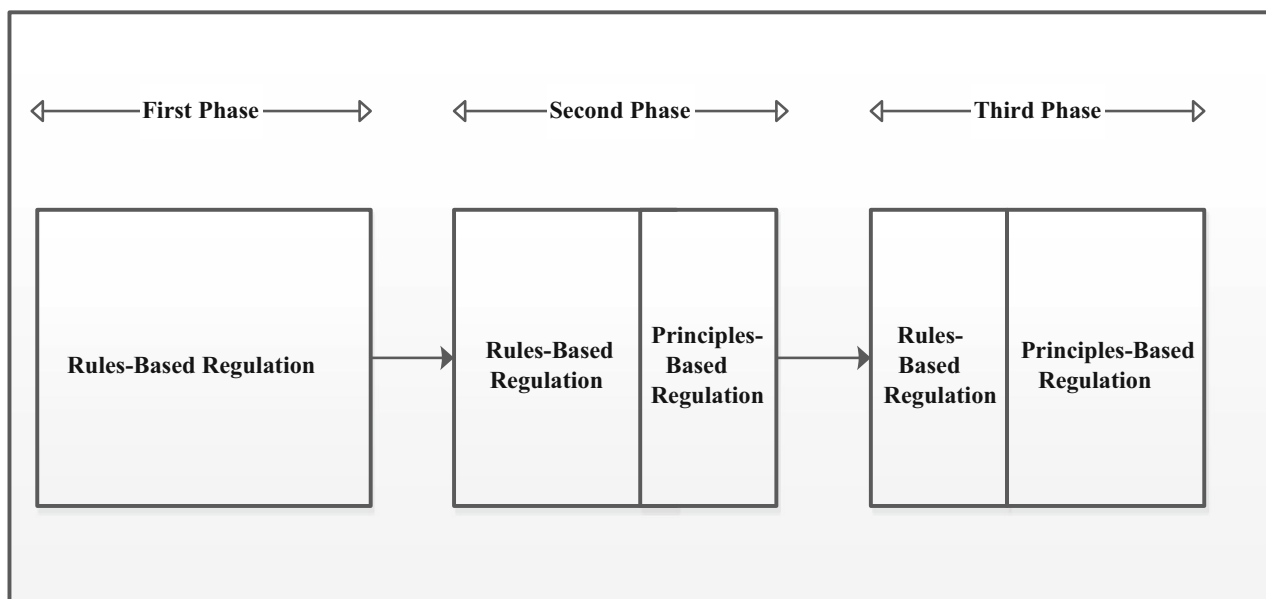 First Phase
Second Phase
Third Phase
Rules-Based Regulation
Rules-Based
Regulation
Principles-
Based
Regulation
Rules-
Based
Regulation
Principles-Based
Regulation